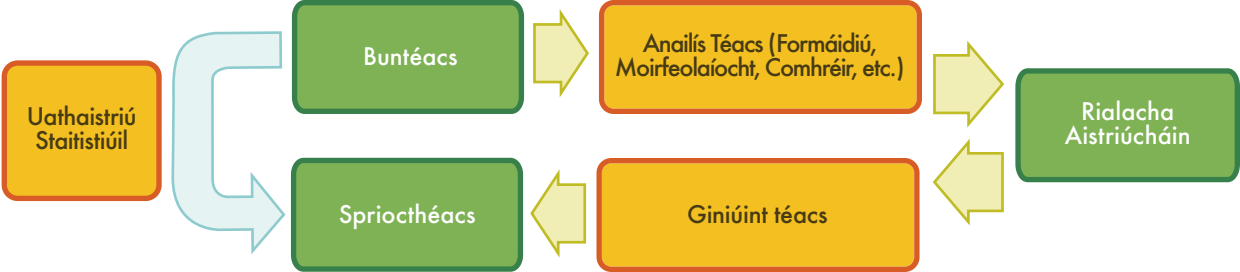 Uathaistriú
Staitistiúil
Buntéacs
Anailís Téacs (Formáidiú,
Moirfeolaíocht, Comhréir, etc.)
Rialacha
Aistriúcháin
Giniúint téacs
Spriocthéacs